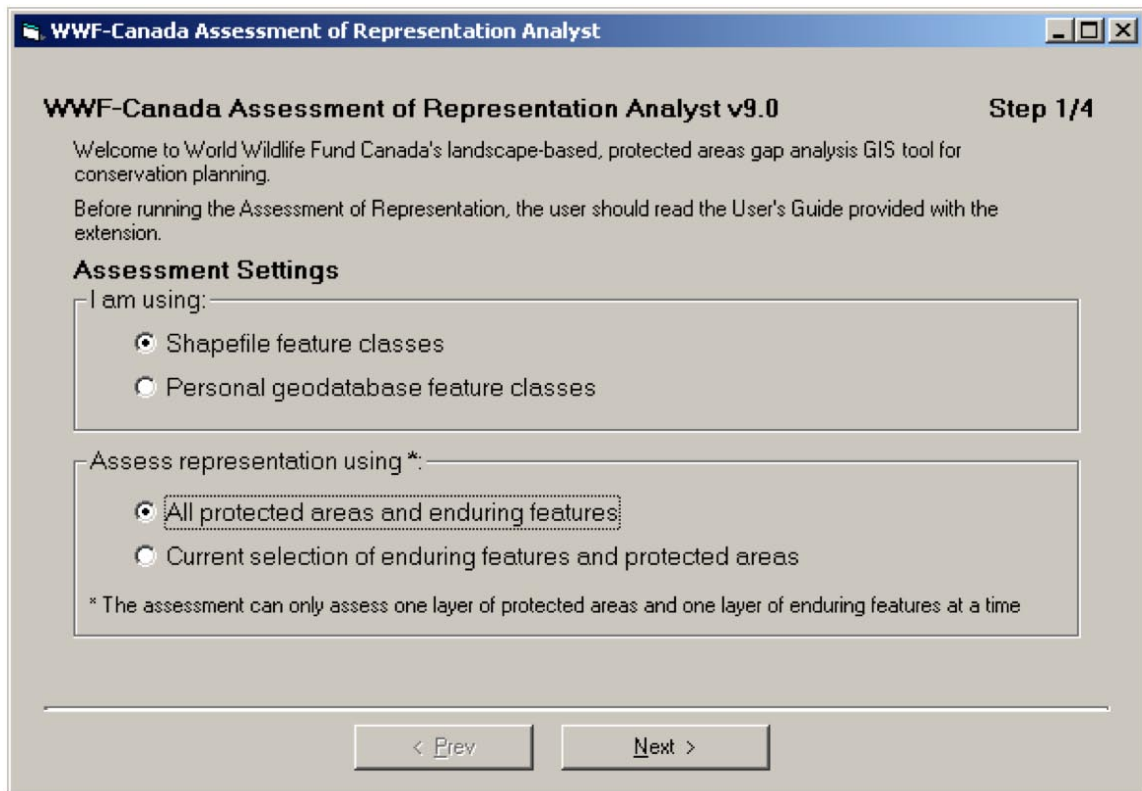 WWF-Canada Assessment of Representation Analyst
WWF-Canada Assessment of Representation Analyst v9.0
Step 1/4
Welcome to World Wildlife Fund Canada's landscape-based, protected areas gap analysis GIS tool for
conservation planning.
Before running the Assessment of Representation, the user should read the User's Guide provided with the
extension.
Assessment Settings
I am using:
Shapefile feature classes
Personal geodatabase feature classes
Assess representation using *:
All protected areas and enduring features
Current selection of enduring features and protected areas
* The assessment can only assess one layer of protected areas and one layer of enduring features at a time
< Prev
Next >